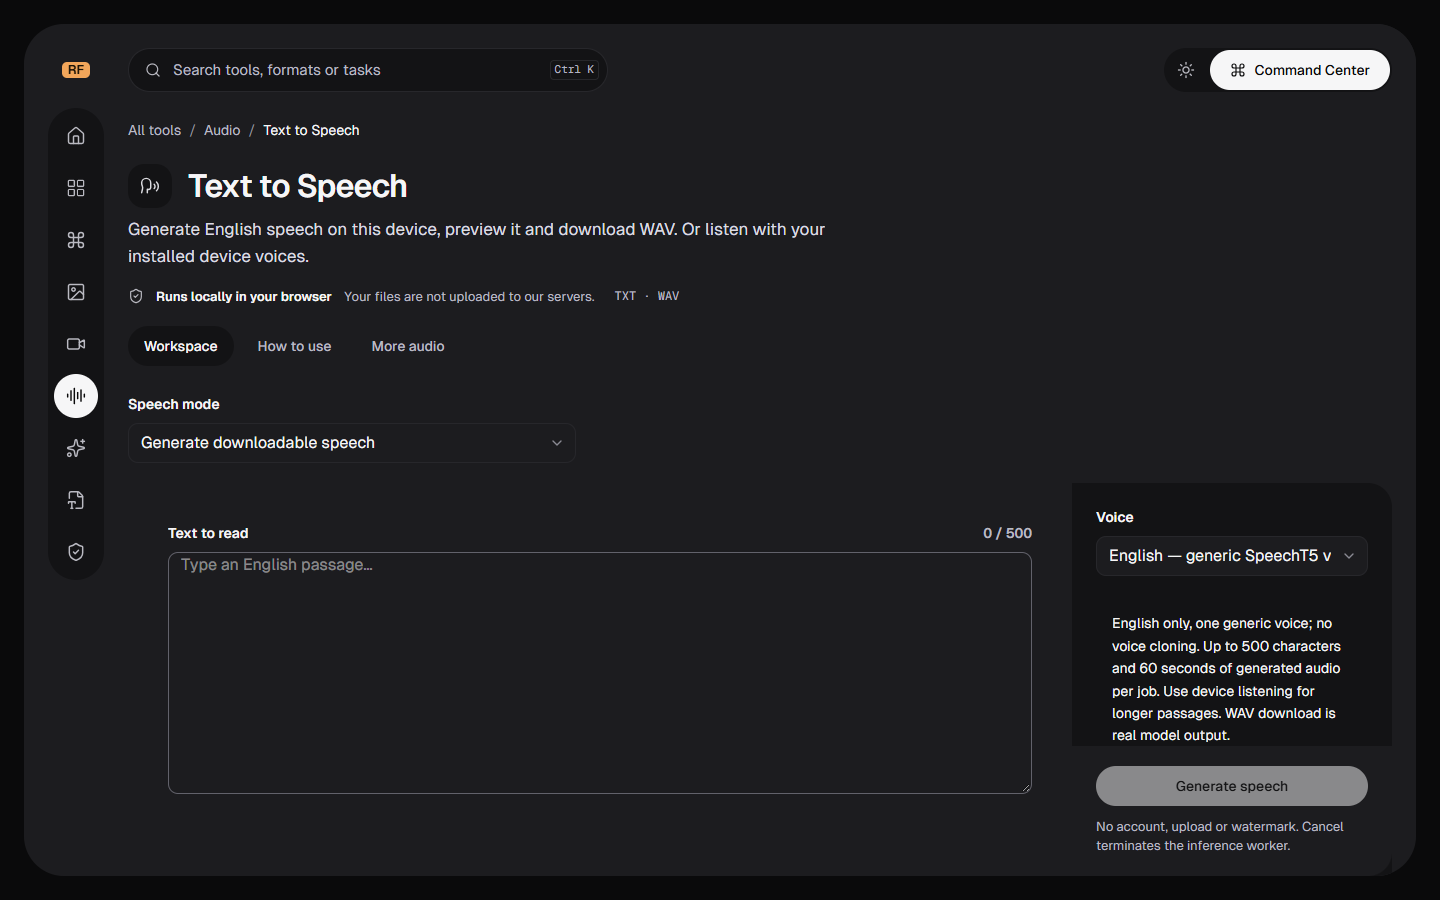 RF
Search tools, formats or tasks
Ctrl K
Command Center
All tools / Audio / Text to Speech
Text to Speech
Generate English speech on this device, preview it and download WAV. Or listen with your
installed device voices.
Runs locally in your browser Your files are not uploaded to our servers. TXT · WAV
Workspace
How to use
More audio
Speech mode
Generate downloadable speech
Text to read
0 / 500
Type an English passage...
Voice
English — generic SpeechT5 v
English only, one generic voice; no
voice cloning. Up to 500 characters
and 60 seconds of generated audio
per job. Use device listening for
longer passages. WAV download is
real model output.
Generate speech
No account, upload or watermark. Cancel
terminates the inference worker.